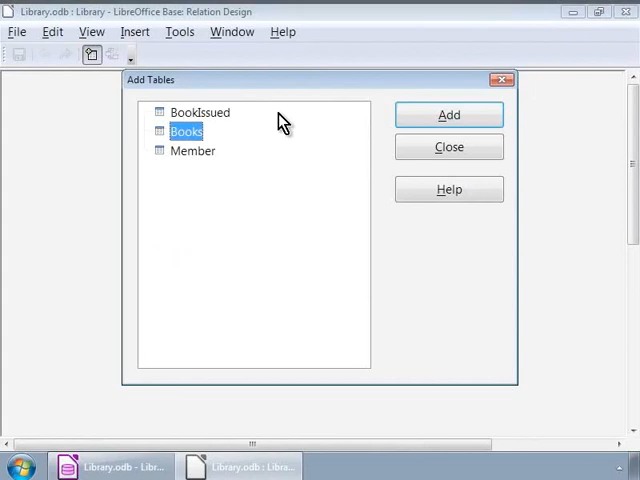 Library.odb : Library - LibreOffice Base: Relation Design
File Edit View Insert Tools Window Help
Add Tables
BookIssued
Books
Member
Add
Close
Help
Library.odb - Libr...
Library.odb : Libra...